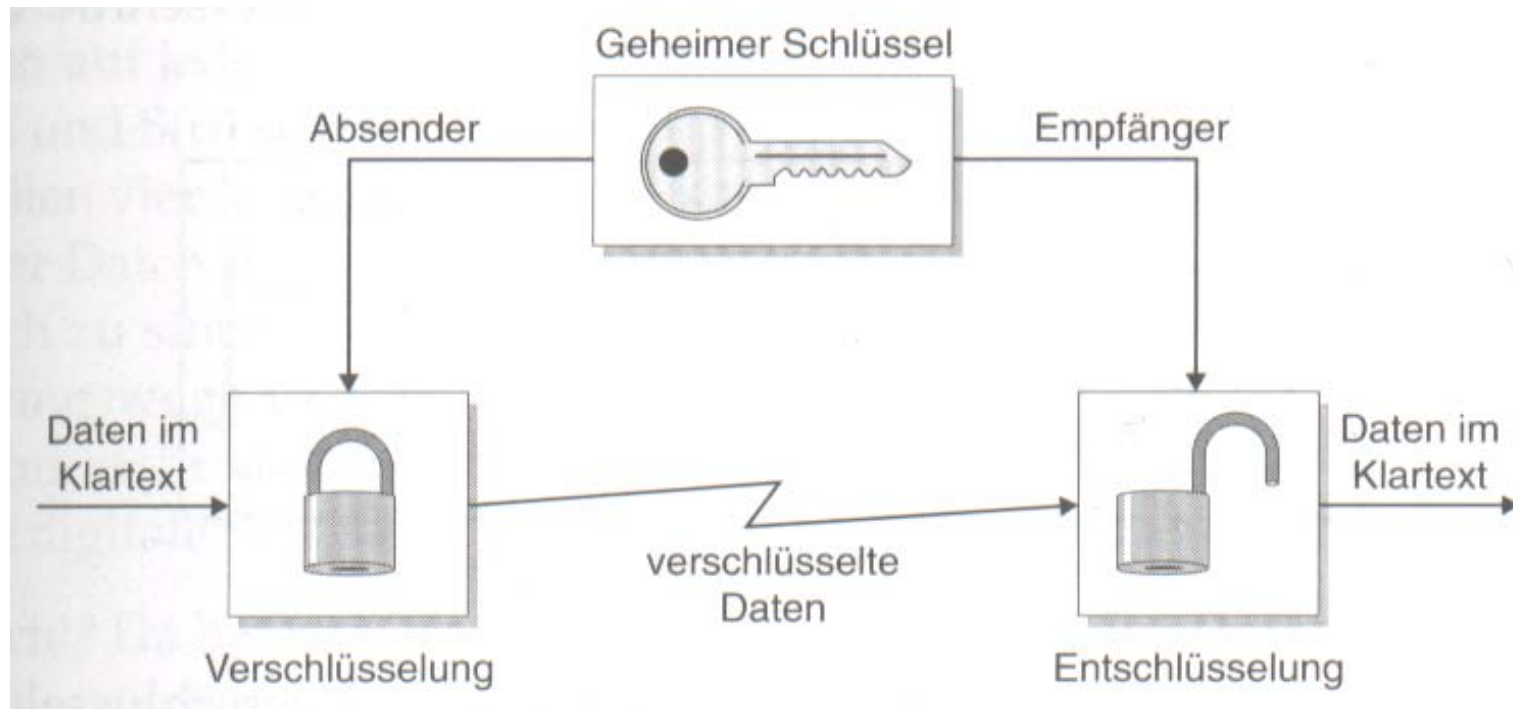 Geheimer Schlüssel
Absender
Empfänger
Daten im
Klartext
Daten im
Klartext
verschlüsselte
Daten
Verschlüsselung
Entschlüsselung